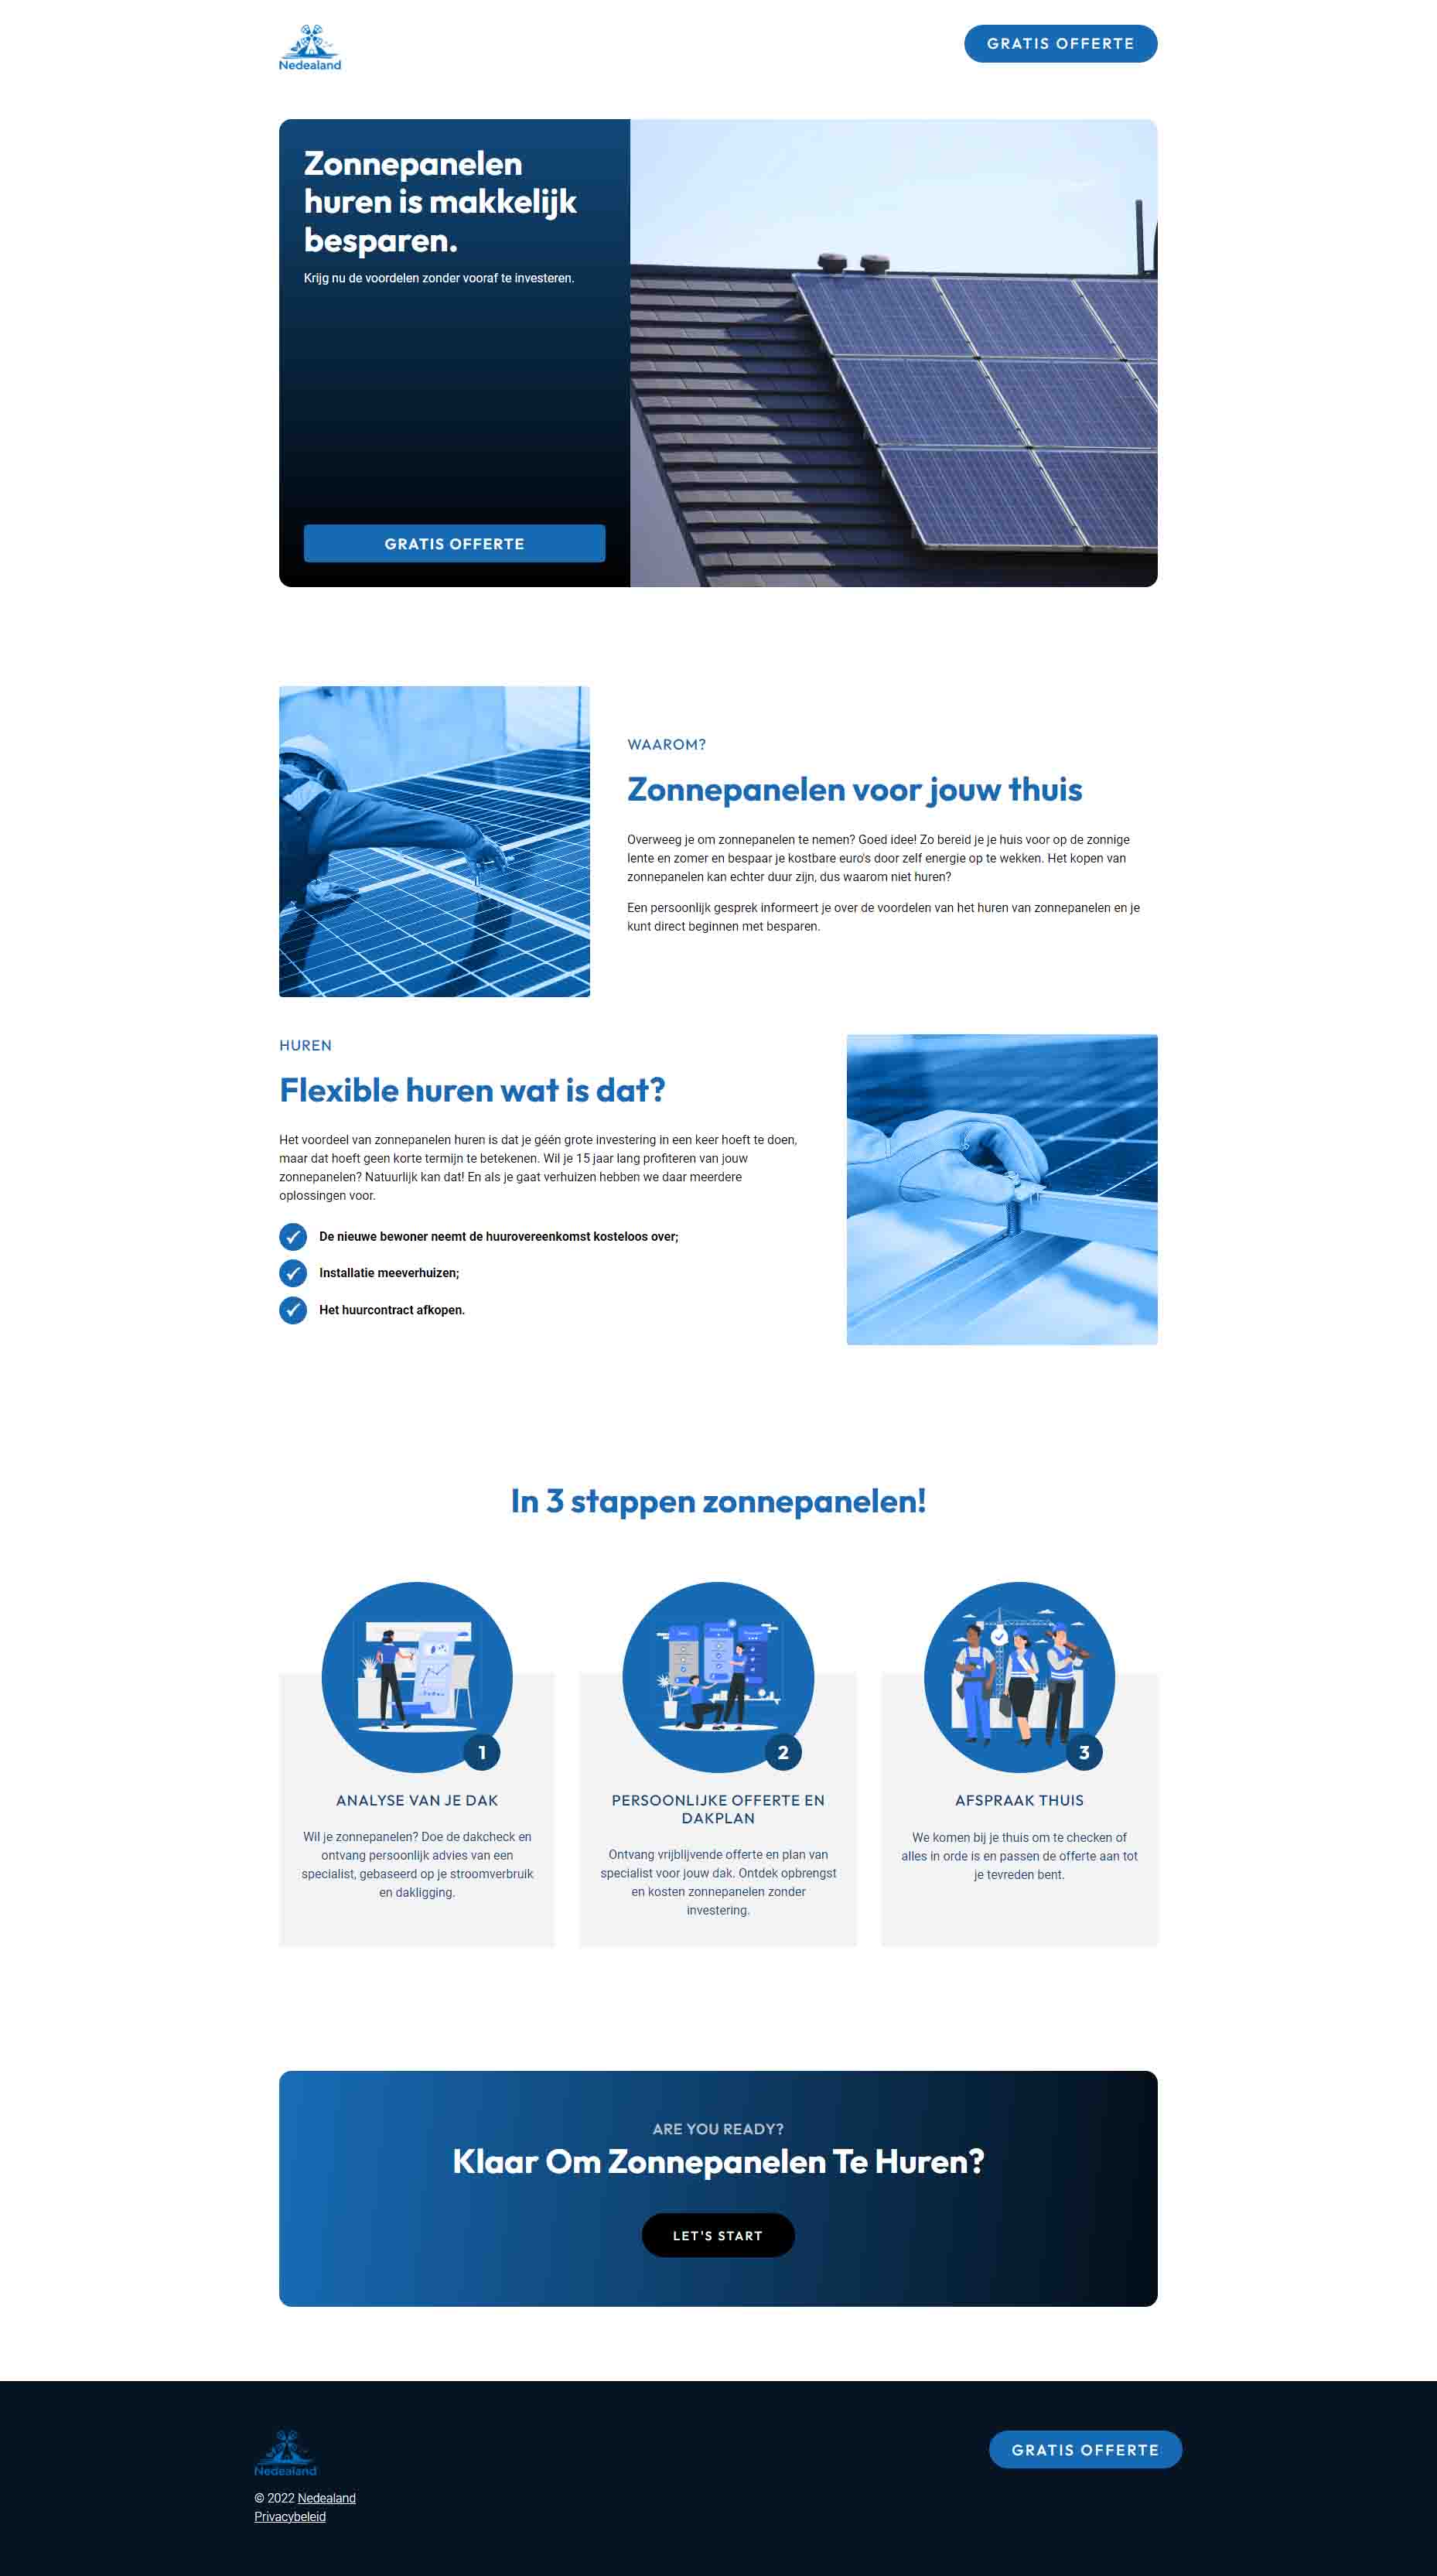 Nedealand
GRATIS OFFERTE
Zonnepanelen
huren is makkelijk
besparen.
Krijg nu de voordelen zonder vooraf te investeren.
GRATIS OFFERTE
WAAROM?
Zonnepanelen voor jouw thuis
Overweeg je om zonnepanelen te nemen? Goed idee! Zo bereid je je huis voor op de zonnige
lente en zomer en bespaar je kostbare euro's door zelf energie op te wekken. Het kopen van
zonnepanelen kan echter duur zijn, dus waarom niet huren?
Een persoonlijk gesprek informeert je over de voordelen van het huren van zonnepanelen en je
kunt direct beginnen met besparen.
HUREN
Flexible huren wat is dat?
Het voordeel van zonnepanelen huren is dat je géén grote investering in een keer hoeft te doen,
maar dat hoeft geen korte termijn te betekenen. Wil je 15 jaar lang profiteren van jouw
zonnepanelen? Natuurlijk kan dat! En als je gaat verhuizen hebben we daar meerdere
oplossingen voor.
De nieuwe bewoner neemt de huurovereenkomst kosteloos over;
Installatie meeverhuizen;
Het huurcontract afkopen.
In 3 stappen zonnepanelen!
1
ANALYSE VAN JE DAK
Wil je zonnepanelen? Doe de dakcheck en
ontvang persoonlijk advies van een
specialist, gebaseerd op je stroomverbruik
en dakligging.
2
PERSOONLIJKE OFFERTE EN
DAKPLAN
Ontvang vrijblijvende offerte en plan van
specialist voor jouw dak. Ontdek opbrengst
en kosten zonnepanelen zonder
investering.
3
AFSPRAAK THUIS
We komen bij je thuis om te checken of
alles in orde is en passen de offerte aan tot
je tevreden bent.
ARE YOU READY?
Klaar Om Zonnepanelen Te Huren?
LET'S START
Nedealand
GRATIS OFFERTE
© 2022 Nedealand
Privacybeleid